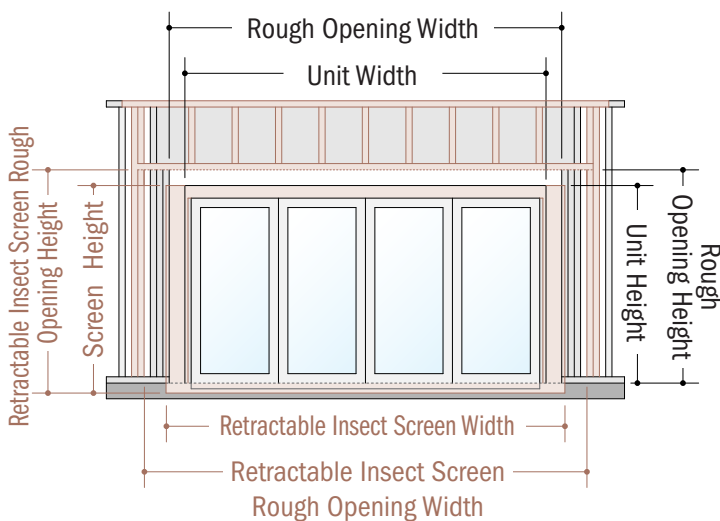 Rough Opening Width
Unit Width
Retractable Insect Screen Rough
Opening Height
Screen Height
Unit Height
Rough
Opening Height
Retractable Insect Screen Width
Retractable Insect Screen
Rough Opening Width